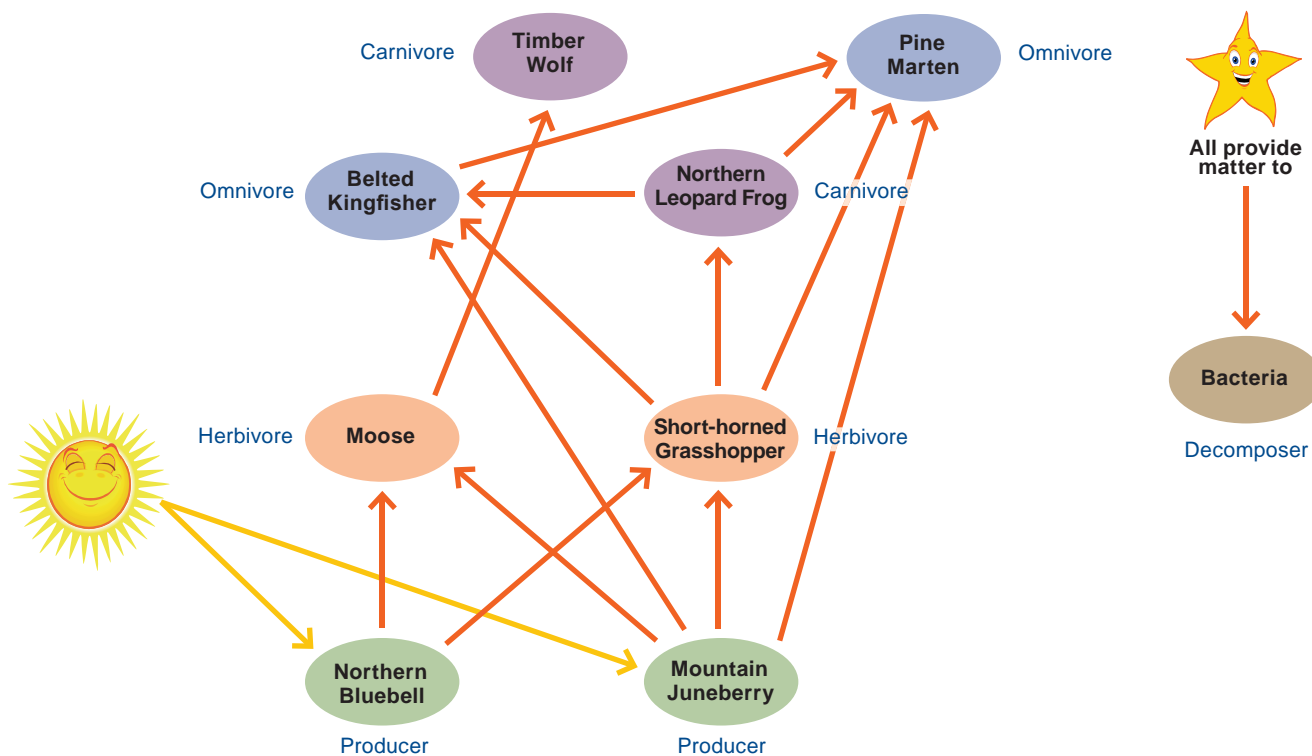 Carnivore
Timber
Wolf
Pine
Marten
Omnivore
All provide
matter to
Omnivore
Belted
Kingfisher
Northern
Leopard Frog
Carnivore
Herbivore
Moose
Short-horned
Grasshopper
Herbivore
Bacteria
Decomposer
Northern
Bluebell
Producer
Mountain
Juneberry
Producer